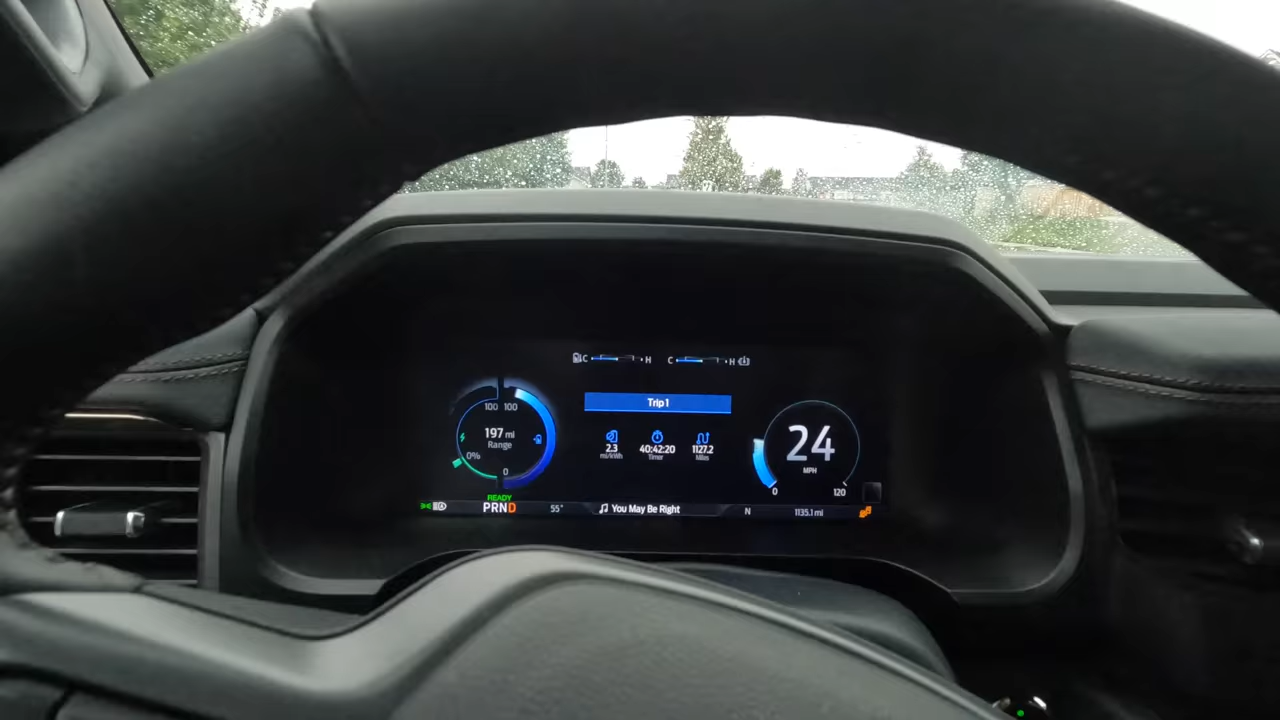 C H C H
Trip 1
100 100
197 mi
Range
0%
0
2.3
mi/kWh
40:42:20
Timer
1127.2
Miles
24
MPH
0 120
READY
PRND 55° You May Be Right N 1135.1 mi